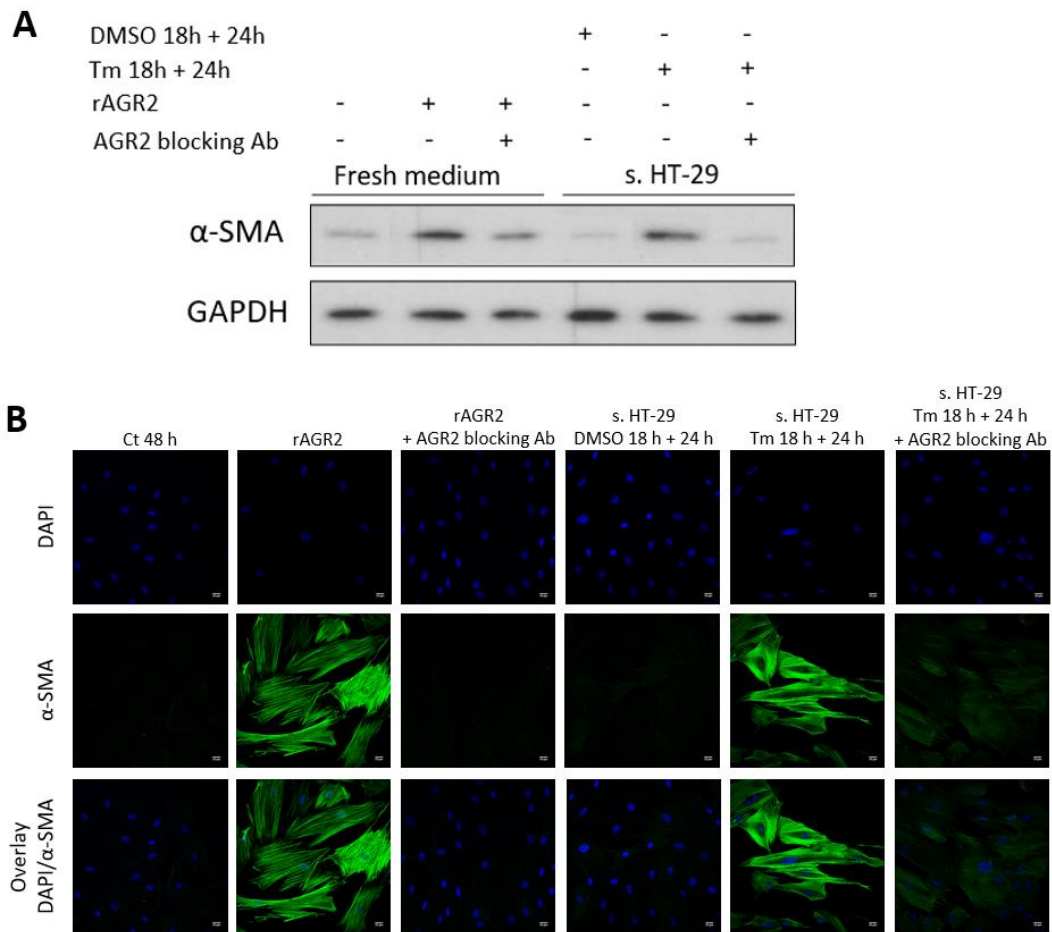 A
DMSO 18h + 24h + - -
Tm 18h + 24h - + +
rAGR2 - + + - - -
AGR2 blocking Ab - - + - - +
Fresh medium s. HT-29
α-SMA
GAPDH
B
Ct 48 h
rAGR2
rAGR2
+ AGR2 blocking Ab
s. HT-29
DMSO 18 h + 24 h
s. HT-29
Tm 18 h + 24 h
s. HT-29
Tm 18 h + 24 h
+ AGR2 blocking Ab
DAPI
α-SMA
Overlay
DAPI/α-SMA